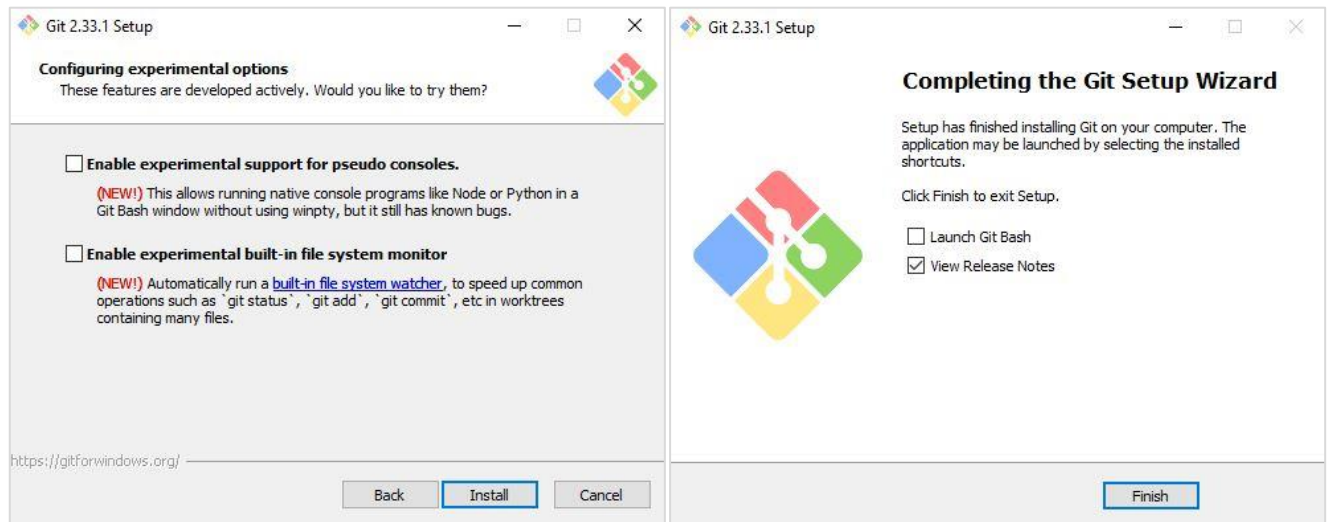 Git 2.33.1 Setup
Configuring experimental options
These features are developed actively. Would you like to try them?
Enable experimental support for pseudo consoles.
(NEW!) This allows running native console programs like Node or Python in a
Git Bash window without using winpty, but it still has known bugs.
Enable experimental built-in file system monitor
(NEW!) Automatically run a built-in file system watcher, to speed up common
operations such as `git status`, `git add`, `git commit`, etc in worktrees
containing many files.
https://gitforwindows.org/
Back
Install
Cancel
Git 2.33.1 Setup
Completing the Git Setup Wizard
Setup has finished installing Git on your computer. The
application may be launched by selecting the installed
shortcuts.
Click Finish to exit Setup.
Launch Git Bash
View Release Notes
Finish